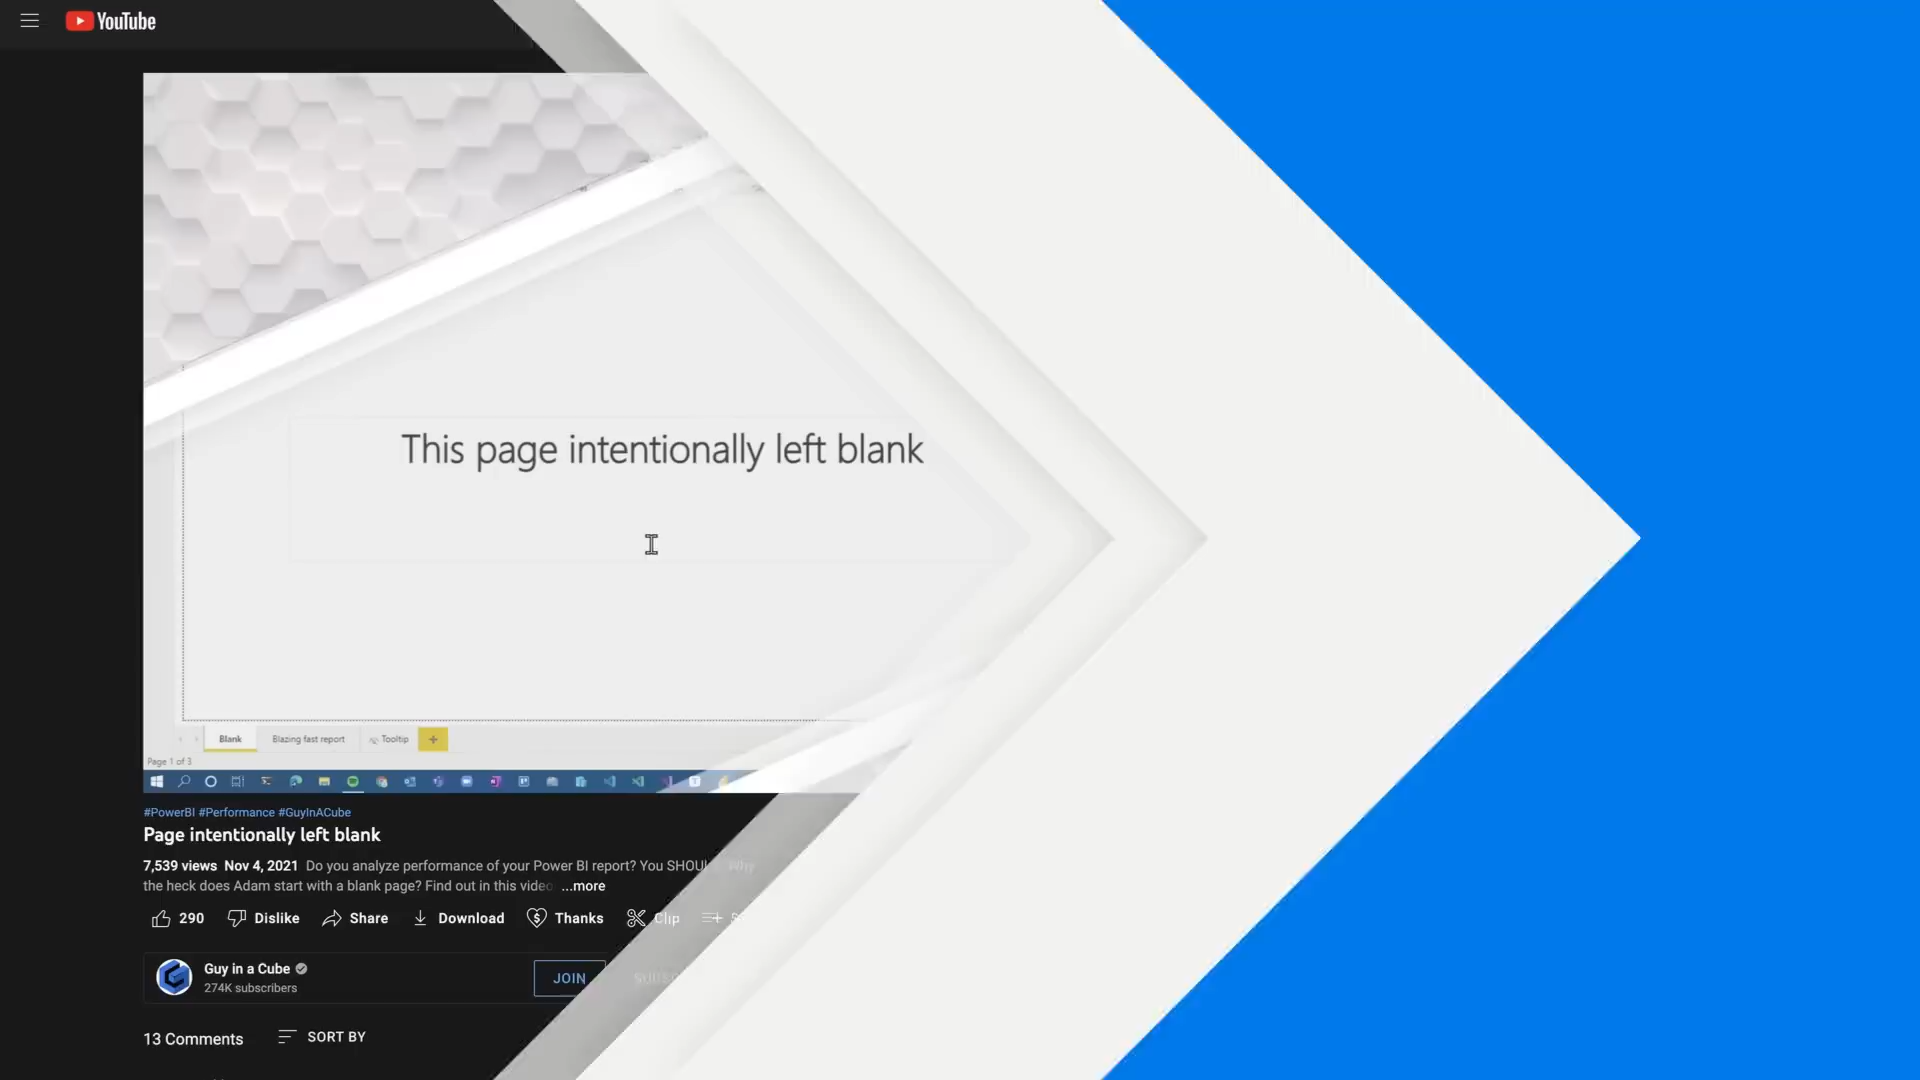 YouTube
This page intentionally left blank
Blank
Blazing fast report
Tooltip
+
Page 1 of 3
#PowerBI #Performance #GuyInACube
Page intentionally left blank
7,539 views Nov 4, 2021 Do you analyze performance of your Power BI report? You SHOUL Why
the heck does Adam start with a blank page? Find out in this video ...more
290 Dislike Share Download Thanks Clip
Guy in a Cube
274K subscribers
JOIN
13 Comments
SORT BY